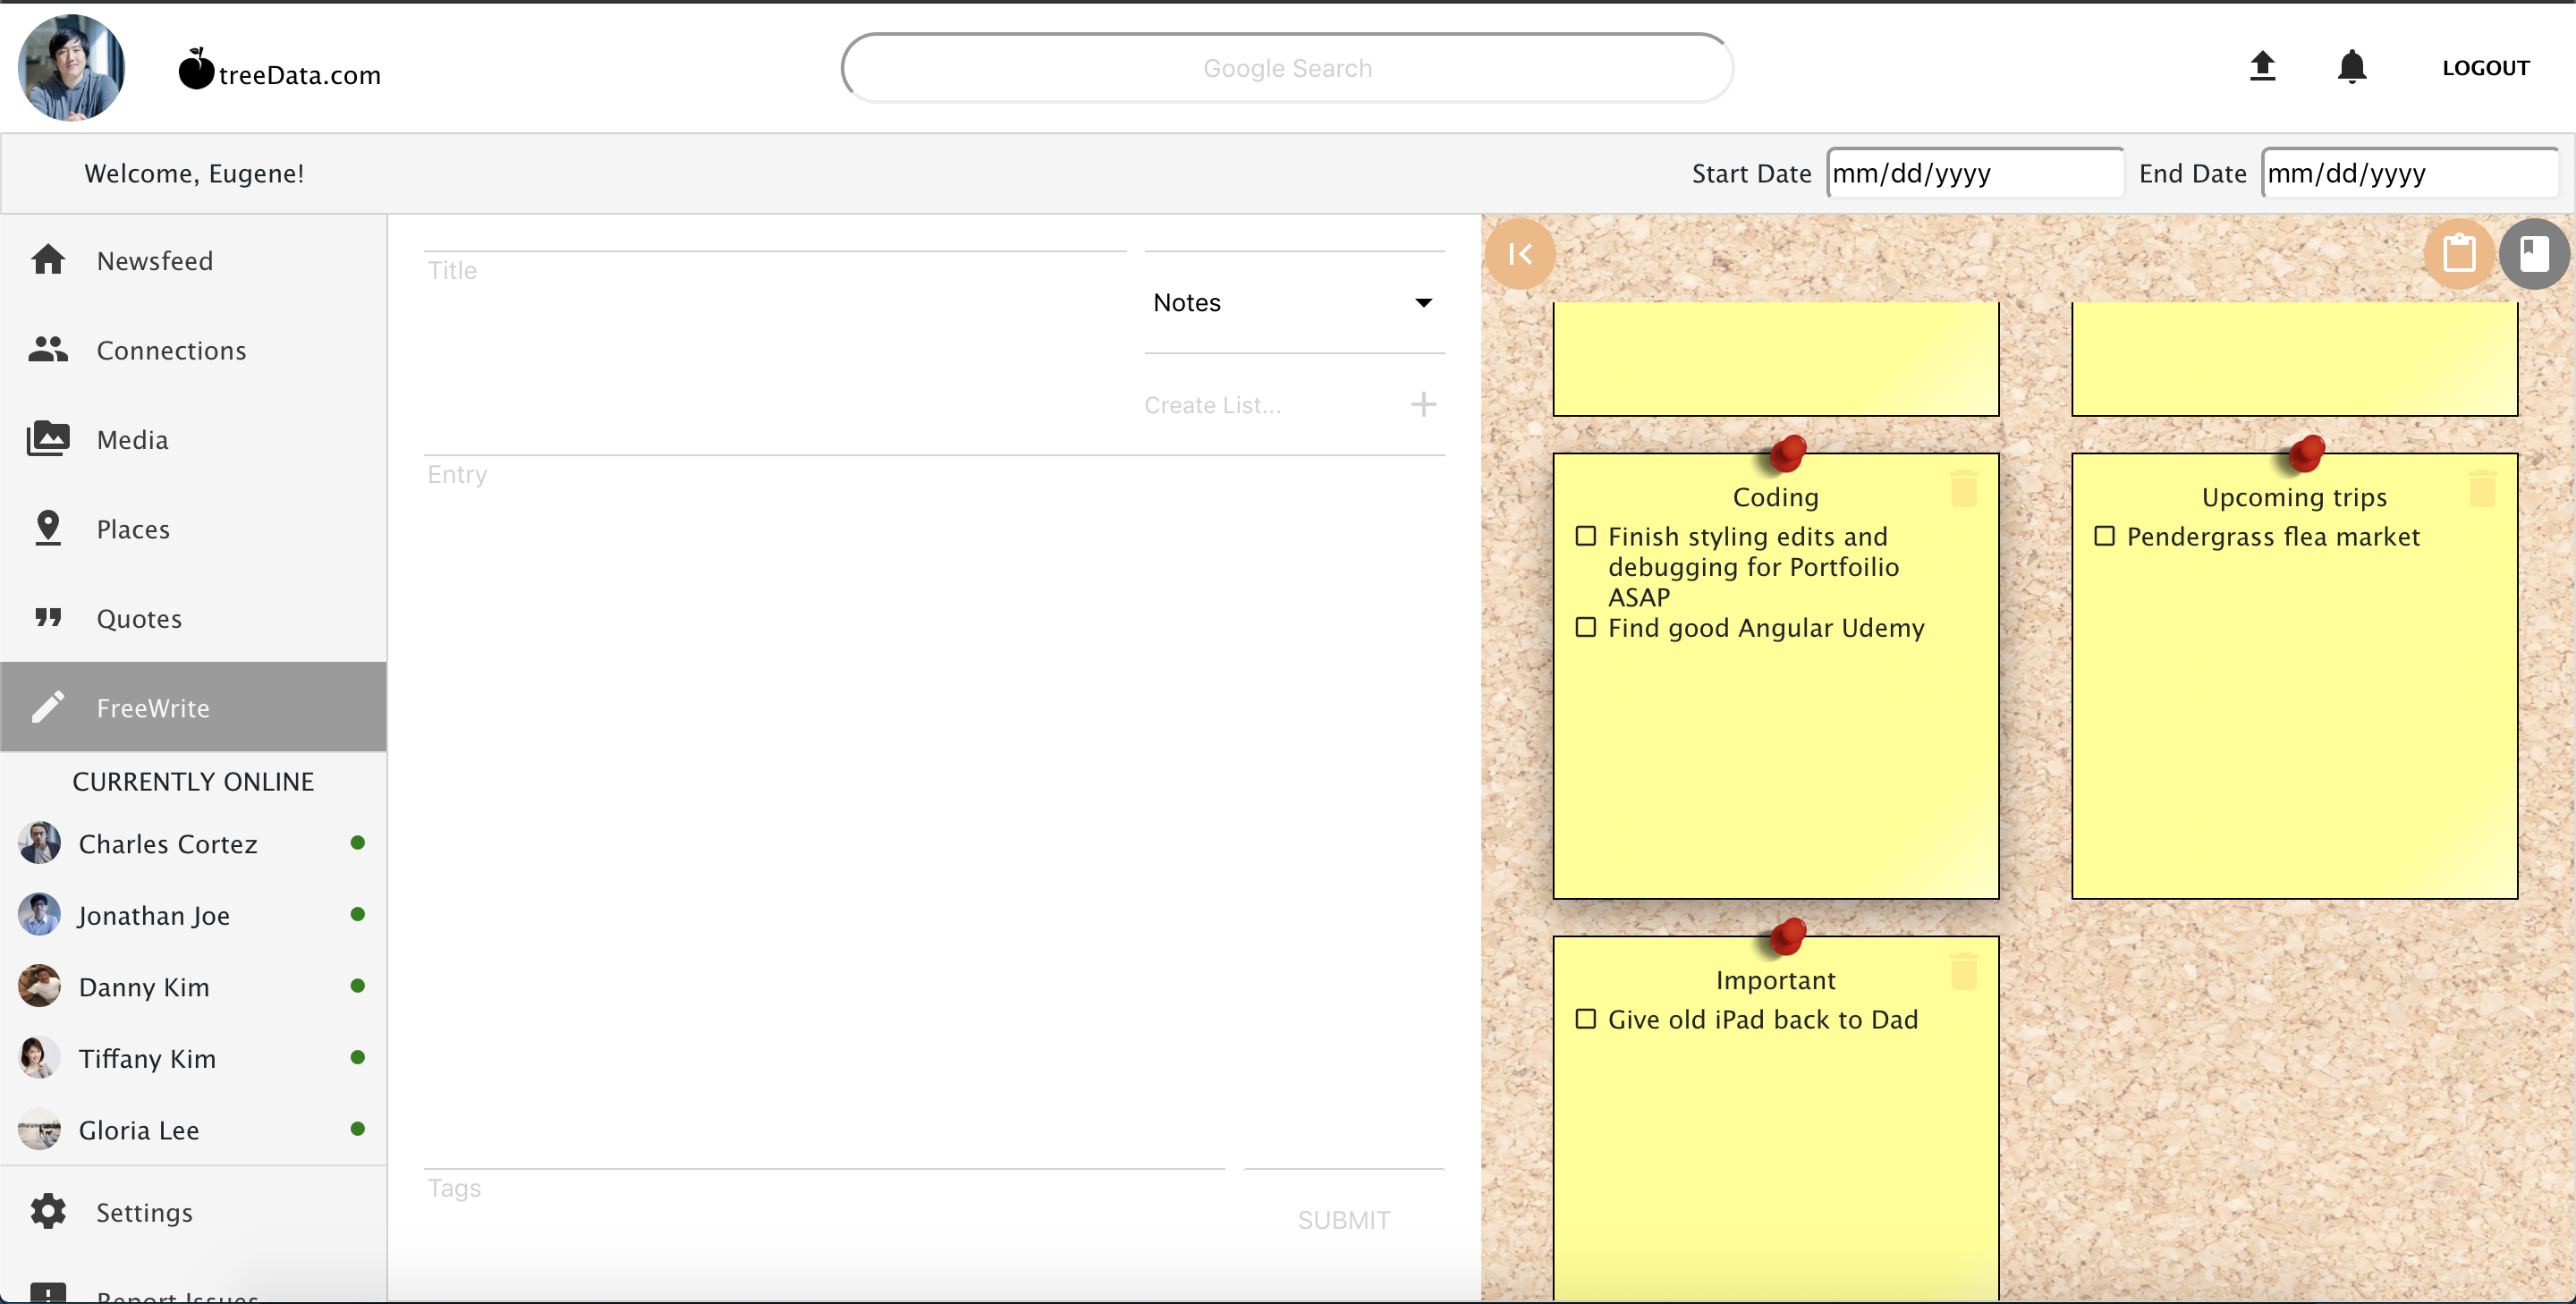 treeData.com
Google Search
LOGOUT
Welcome, Eugene!
Start Date mm/dd/yyyy End Date mm/dd/yyyy
Newsfeed
Connections
Media
Places
Quotes
FreeWrite
CURRENTLY ONLINE
Charles Cortez
Jonathan Joe
Danny Kim
Tiffany Kim
Gloria Lee
Settings
Report Issues
Title
Notes
Create List...
Entry
Tags
SUBMIT
Coding
Finish styling edits and
debugging for Portfoilio
ASAP
Find good Angular Udemy
Upcoming trips
Pendergrass flea market
Important
Give old iPad back to Dad